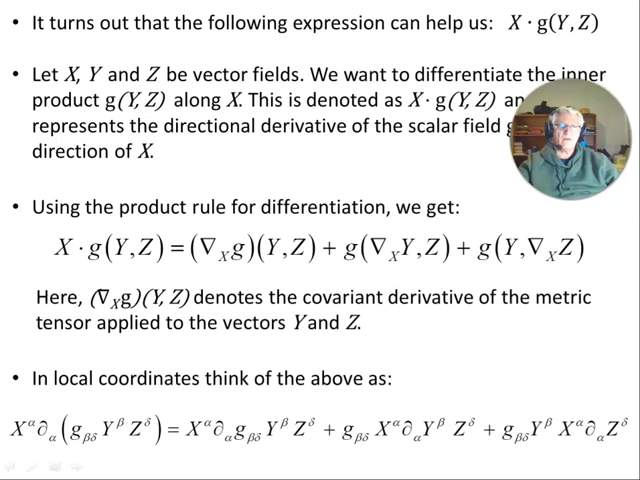 • It turns out that the following expression can help us: X · g(Y, Z)
• Let X, Y and Z be vector fields. We want to differentiate the inner
product g(Y, Z) along X. This is denoted as X · g(Y, Z) an
represents the directional derivative of the scalar field
direction of X.
• Using the product rule for differentiation, we get:
X · g(Y, Z) = (∇_X g)(Y, Z) + g(∇_X Y, Z) + g(Y, ∇_X Z)
Here, (∇_X g)(Y, Z) denotes the covariant derivative of the metric
tensor applied to the vectors Y and Z.
• In local coordinates think of the above as:
X^α ∂_α (g_βδ Y^β Z^δ) = X^α ∂_α g_βδ Y^β Z^δ + g_βδ X^α ∂_α Y^β Z^δ + g_βδ Y^β X^α ∂_α Z^δ